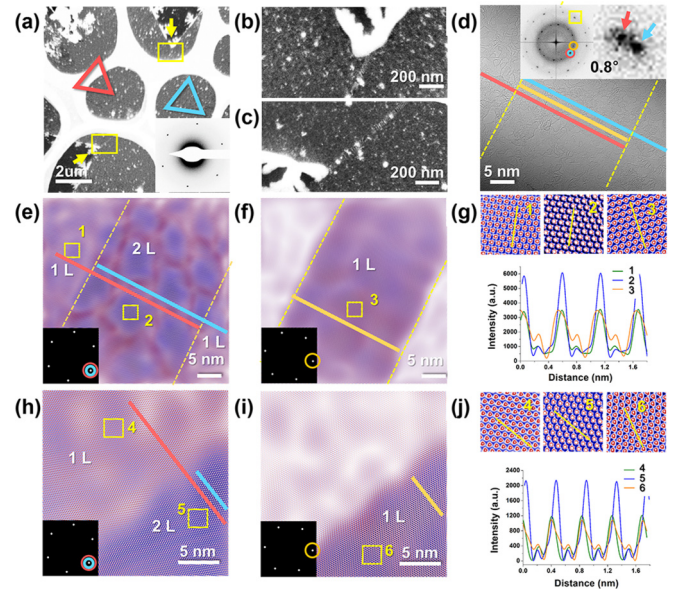 (a)
2um
(b)
200 nm
(c)
200 nm
(d)
0.8°
5 nm
(e)
1
2 L
1 L
2
1 L
5 nm
(f)
1 L
3
5 nm
(g)
1 2 3
Intensity (a.u.)
6000
5000
4000
3000
2000
1000
0
1
2
3
0.0 0.4 0.8 1.2 1.6
Distance (nm)
(h)
4
1 L
5
2 L
5 nm
(i)
1 L
6
5 nm
(j)
4 5 6
Intensity (a.u.)
2400
2000
1600
1200
800
400
0
4
5
6
0.0 0.4 0.8 1.2 1.6
Distance (nm)